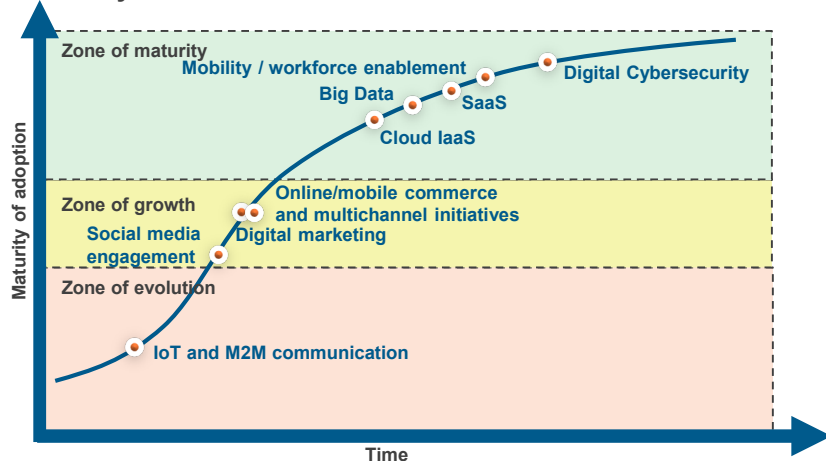 Zone of maturity
Mobility / workforce enablement
Digital Cybersecurity
Big Data
SaaS
Cloud IaaS
Online/mobile commerce
and multichannel initiatives
Zone of growth
Digital marketing
Social media
engagement
Zone of evolution
IoT and M2M communication
Maturity of adoption
Time